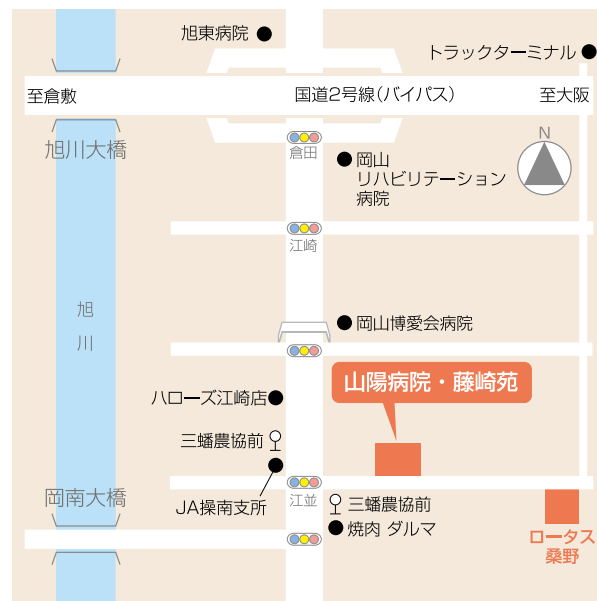 旭東病院
トラックターミナル
至倉敷
国道2号線(バイパス)
至大阪
旭川大橋
倉田
岡山
リハビリテーション
病院
N
江崎
旭
川
岡山博愛会病院
山陽病院・藤崎苑
ハローズ江崎店
三蟠農協前
JA操南支所
岡南大橋
江並
三蟠農協前
焼肉 ダルマ
ロータス
桑野